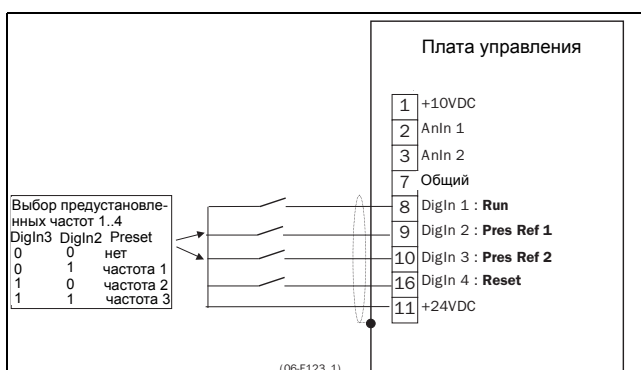 Плата управления
1 +10VDC
2 AnIn 1
3 AnIn 2
7 Общий
8 DigIn 1 : Run
9 DigIn 2 : Pres Ref 1
10 DigIn 3 : Pres Ref 2
16 DigIn 4 : Reset
11 +24VDC
Выбор предустановле-
нных частот 1..4
DigIn3 DigIn2 Preset
0 0 нет
0 1 частота 1
1 0 частота 2
1 1 частота 3
(06-F123_1)